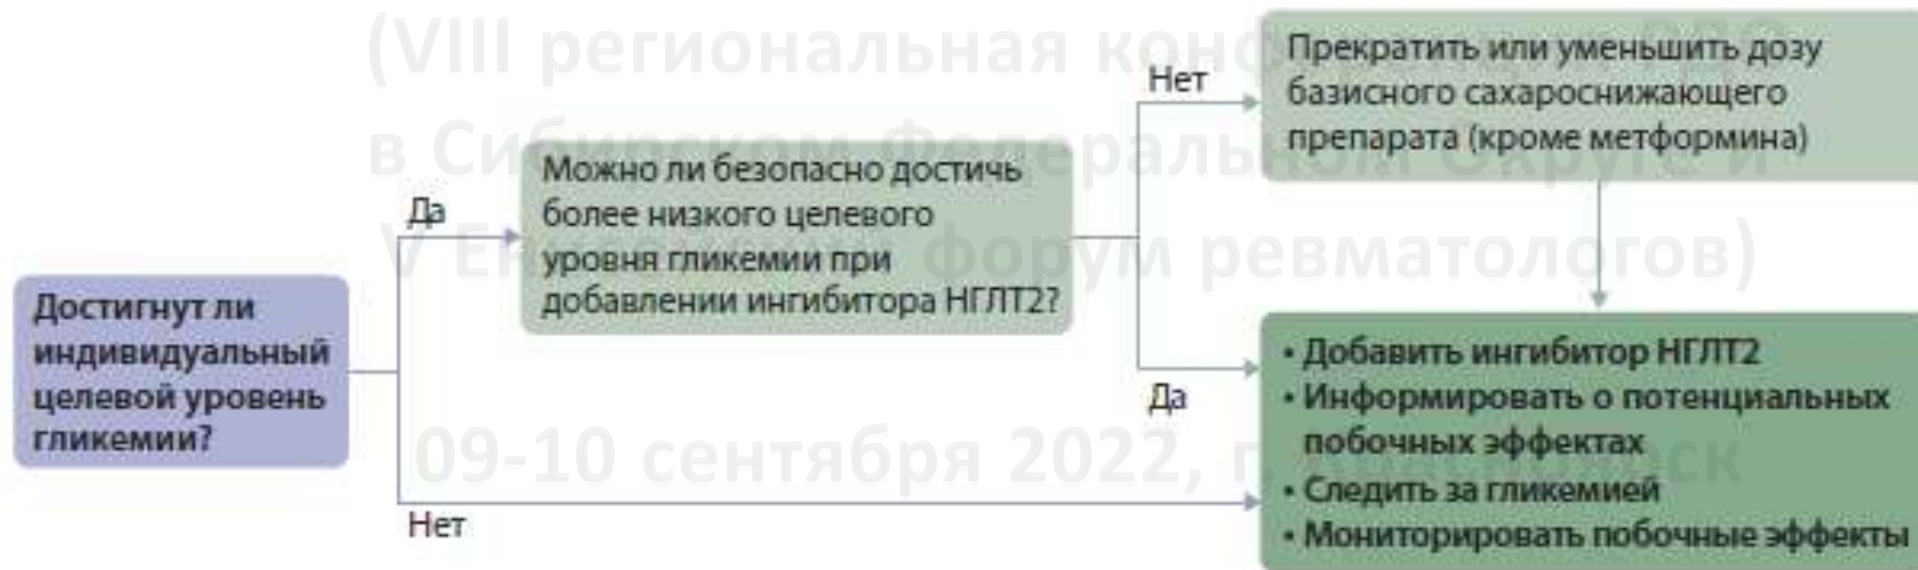 (VIII региональная
в Сибирском Федеральном Округе и
V форум ревматологов)
09-10 сентября 2022, г.
Достигнут ли
индивидуальный
целевой уровень
гликемии?
Да
Нет
Можно ли безопасно достичь
более низкого целевого
уровня гликемии при
добавлении ингибитора НГЛТ2?
Нет
Да
Прекратить или уменьшить дозу
базисного сахароснижающего
препарата (кроме метформина)
• Добавить ингибитор НГЛТ2
• Информировать о потенциальных
побочных эффектах
• Следить за гликемией
• Мониторировать побочные эффекты